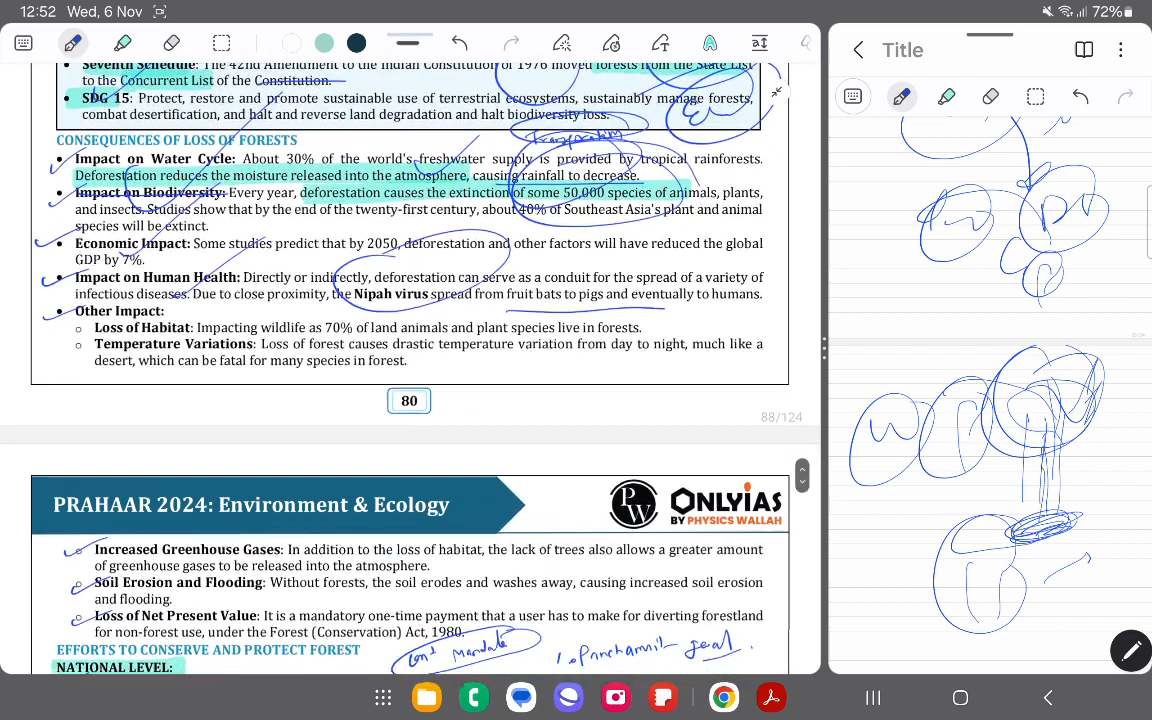 12:52 Wed, 6 Nov
72%
Title
Seventh Schedule: The 42nd Amendment to the Indian Constitution of 1976 moved forests from the State List
to the Concurrent List of the Constitution.
• SDG 15: Protect, restore and promote sustainable use of terrestrial ecosystems, sustainably manage forests,
combat desertification, and halt and reverse land degradation and halt biodiversity loss.
Transpiration
CONSEQUENCES OF LOSS OF FORESTS
• Impact on Water Cycle: About 30% of the world's freshwater supply is provided by tropical rainforests.
Deforestation reduces the moisture released into the atmosphere, causing rainfall to decrease.
• Impact on Biodiversity: Every year, deforestation causes the extinction of some 50,000 species of animals, plants,
and insects. Studies show that by the end of the twenty-first century, about 40% of Southeast Asia's plant and animal
species will be extinct.
• Economic Impact: Some studies predict that by 2050, deforestation and other factors will have reduced the global
GDP by 7%.
• Impact on Human Health: Directly or indirectly, deforestation can serve as a conduit for the spread of a variety of
infectious diseases. Due to close proximity, the Nipah virus spread from fruit bats to pigs and eventually to humans.
• Other Impact:
○ Loss of Habitat: Impacting wildlife as 70% of land animals and plant species live in forests.
○ Temperature Variations: Loss of forest causes drastic temperature variation from day to night, much like a
desert, which can be fatal for many species in forest.
80
88/124
PRAHAAR 2024: Environment & Ecology
PW
ONLYIAS
BY PHYSICS WALLAH
○ Increased Greenhouse Gases: In addition to the loss of habitat, the lack of trees also allows a greater amount
of greenhouse gases to be released into the atmosphere.
○ Soil Erosion and Flooding: Without forests, the soil erodes and washes away, causing increased soil erosion
and flooding.
○ Loss of Net Present Value: It is a mandatory one-time payment that a user has to make for diverting forestland
for non-forest use, under the Forest (Conservation) Act, 1980.
Const Mandate
goal.
EFFORTS TO CONSERVE AND PROTECT FOREST
NATIONAL LEVEL: